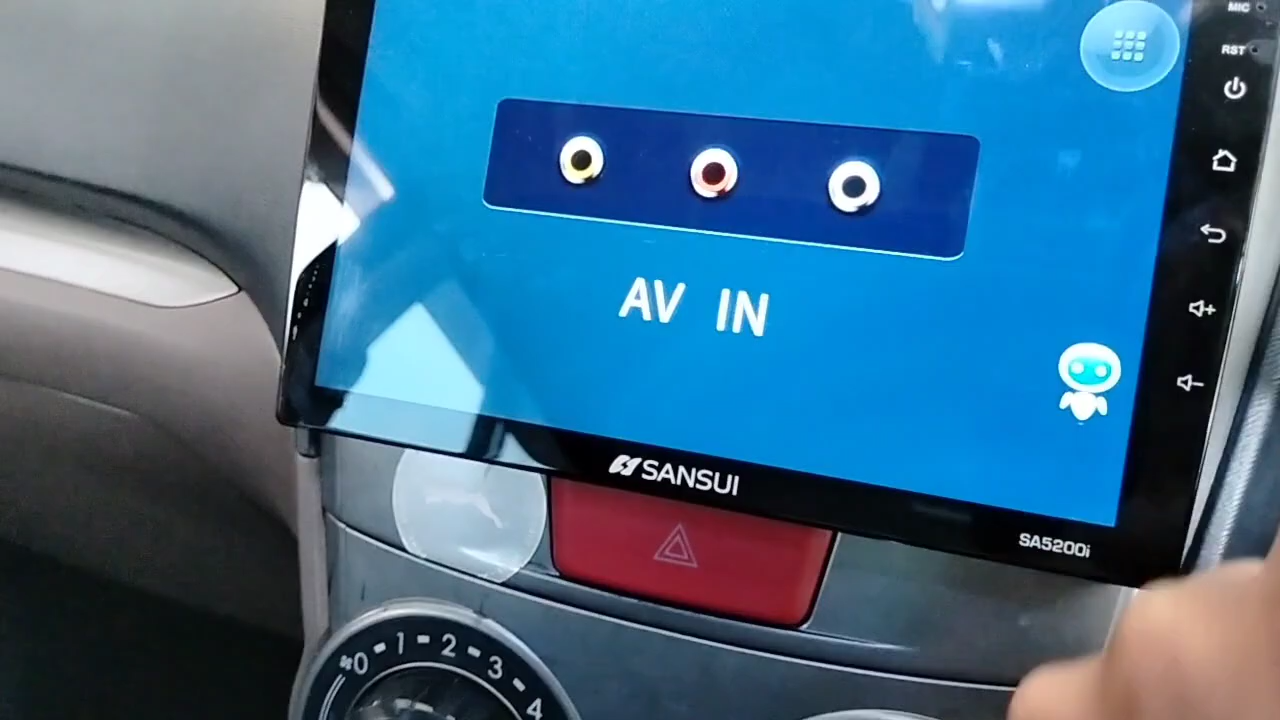 MIC
RST
AV IN
SANSUI
SA5200i
0 - 1 - 2 - 3 - 4